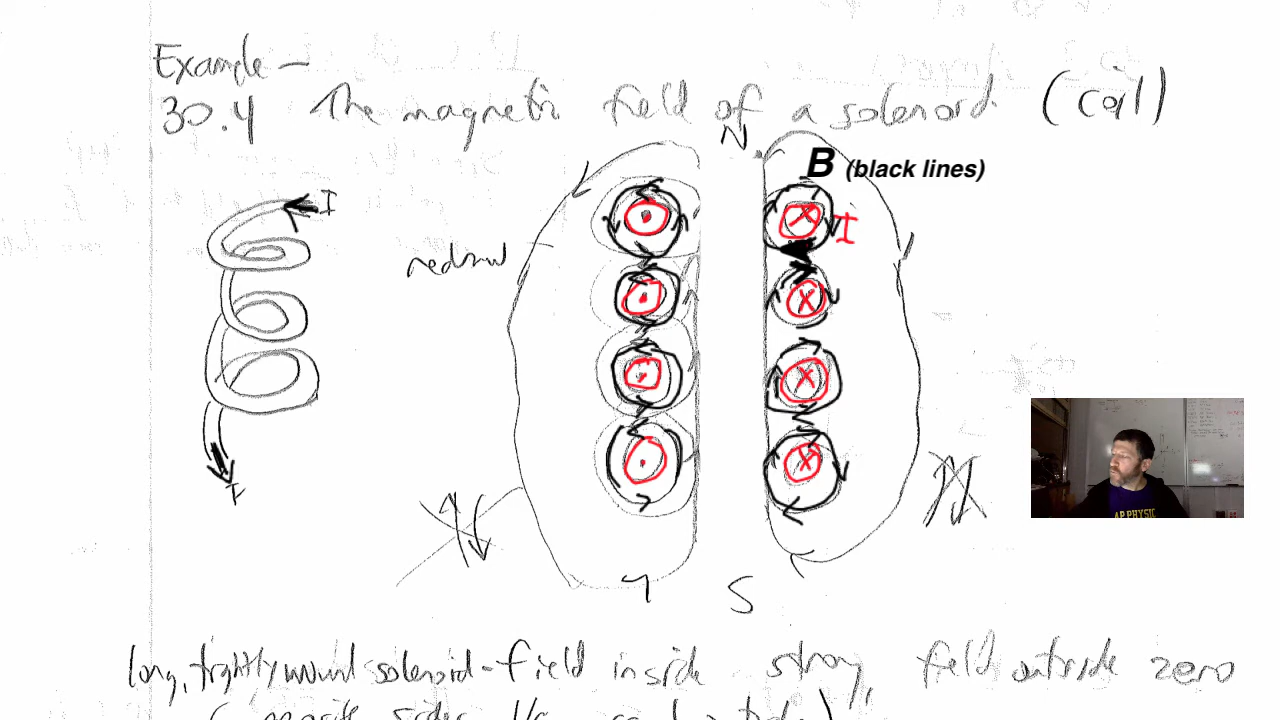 Example -
30.4 The magnetic field of a solenoid. (coil)
N
B (black lines)
I
I
redraw
I
S
long, tightly wound solenoid - field inside strong, field outside zero